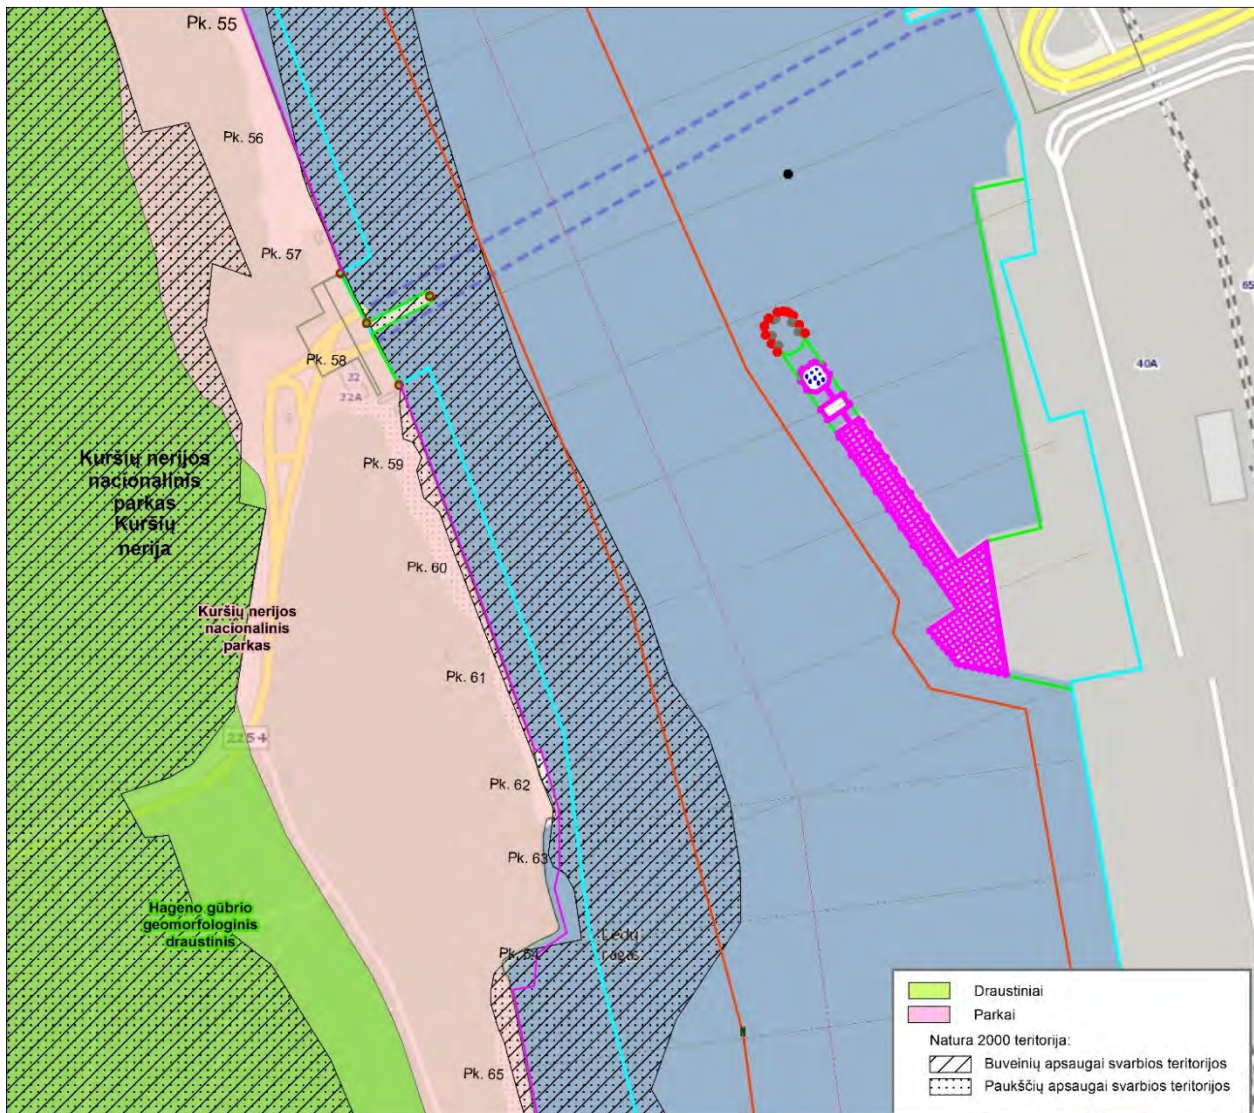 Pk. 55
Pk. 56
Pk. 57
Pk. 58
32
32A
Pk. 59
40A
65
Kuršių nerijos
nacionalinis
parkas
Kuršių
nerija
Pk. 60
Kuršių nerijos
nacionalinis
parkas
Pk. 61
2254
Pk. 62
Pk. 63
Hageno gūbrio
geomorfologinis
draustinis
Ledų
ragas
Pk. 64
Pk. 65
Draustiniai
Parkai
Natura 2000 teritorija:
Buveinių apsaugai svarbios teritorijos
Paukščių apsaugai svarbios teritorijos